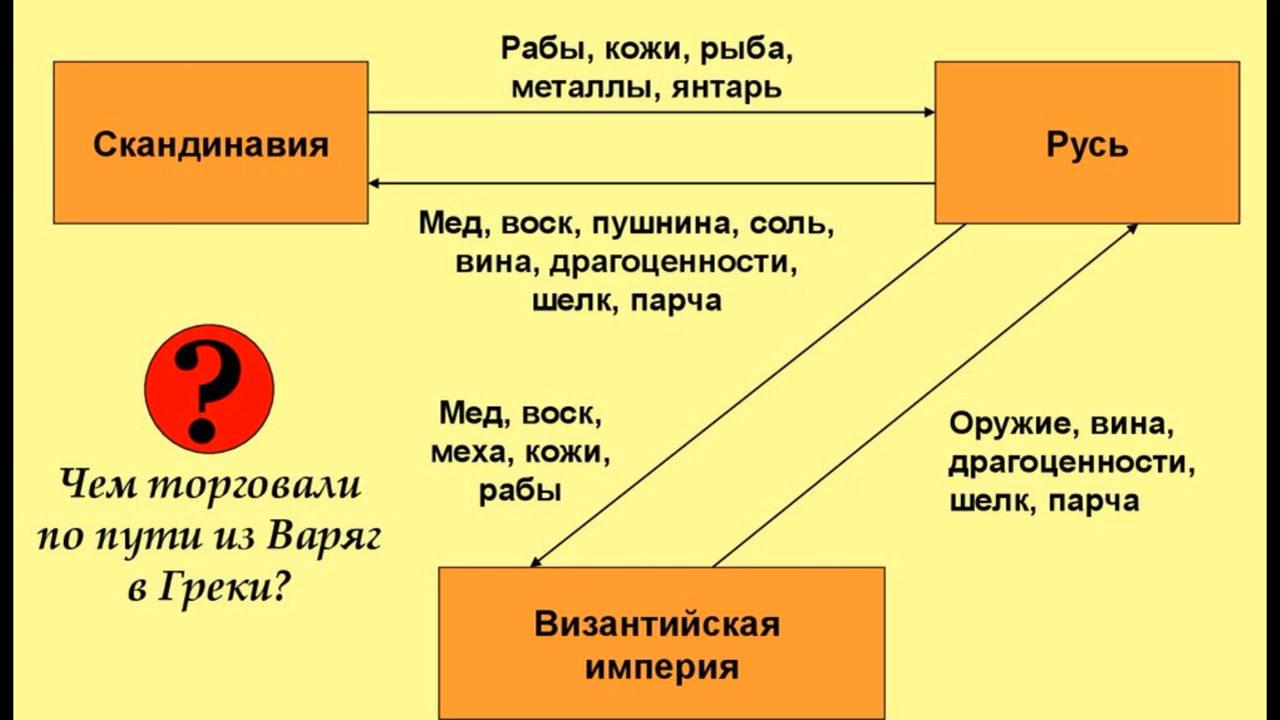 Рабы, кожи, рыба,
металлы, янтарь
Скандинавия
Русь
Мед, воск, пушнина, соль,
вина, драгоценности,
шелк, парча
?
Чем торговали
по пути из Варяг
в Греки?
Мед, воск,
меха, кожи,
рабы
Оружие, вина,
драгоценности,
шелк, парча
Византийская
империя